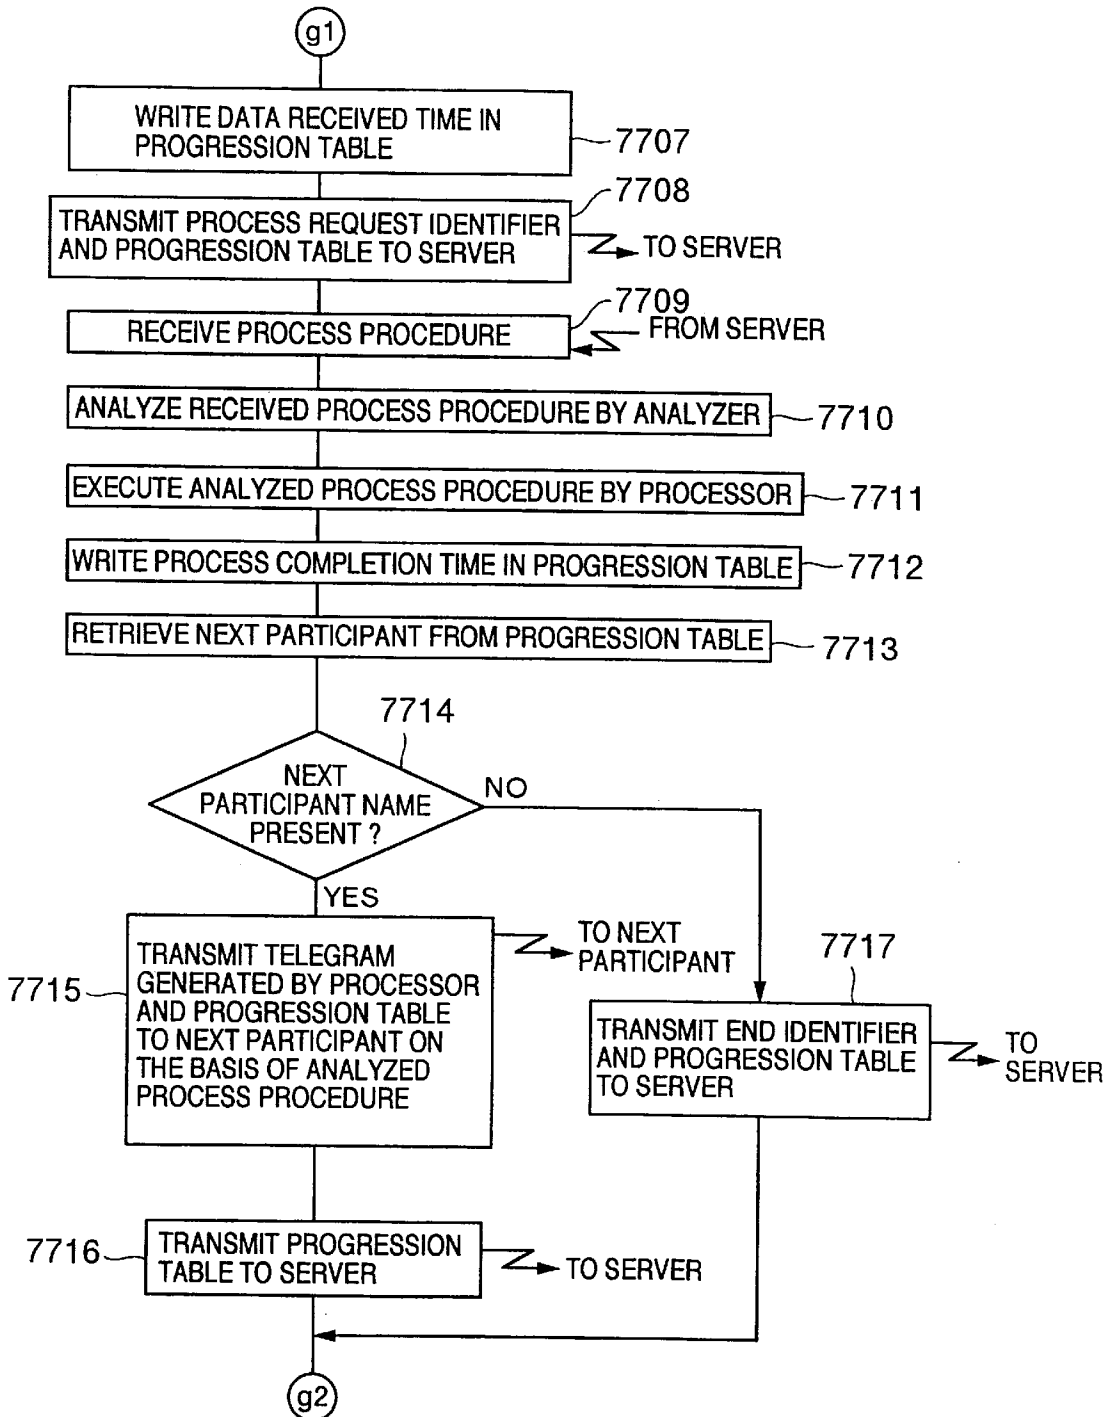 g1
WRITE DATA RECEIVED TIME IN
PROGRESSION TABLE
7707
7708
TRANSMIT PROCESS REQUEST IDENTIFIER
AND PROGRESSION TABLE TO SERVER
TO SERVER
7709
RECEIVE PROCESS PROCEDURE
FROM SERVER
ANALYZE RECEIVED PROCESS PROCEDURE BY ANALYZER
7710
EXECUTE ANALYZED PROCESS PROCEDURE BY PROCESSOR
7711
WRITE PROCESS COMPLETION TIME IN PROGRESSION TABLE
7712
RETRIEVE NEXT PARTICIPANT FROM PROGRESSION TABLE
7713
7714
NEXT
PARTICIPANT NAME
PRESENT ?
NO
YES
7715
TRANSMIT TELEGRAM
GENERATED BY PROCESSOR
AND PROGRESSION TABLE
TO NEXT PARTICIPANT ON
THE BASIS OF ANALYZED
PROCESS PROCEDURE
TO NEXT
PARTICIPANT
7717
TRANSMIT END IDENTIFIER
AND PROGRESSION TABLE
TO SERVER
TO
SERVER
7716
TRANSMIT PROGRESSION
TABLE TO SERVER
TO SERVER
g2